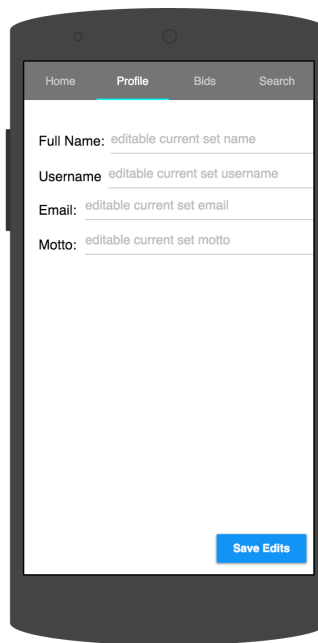 Home Profile Bids Search
Full Name: editable current set name
Username editable current set username
Email: editable current set email
Motto: editable current set motto
Save Edits